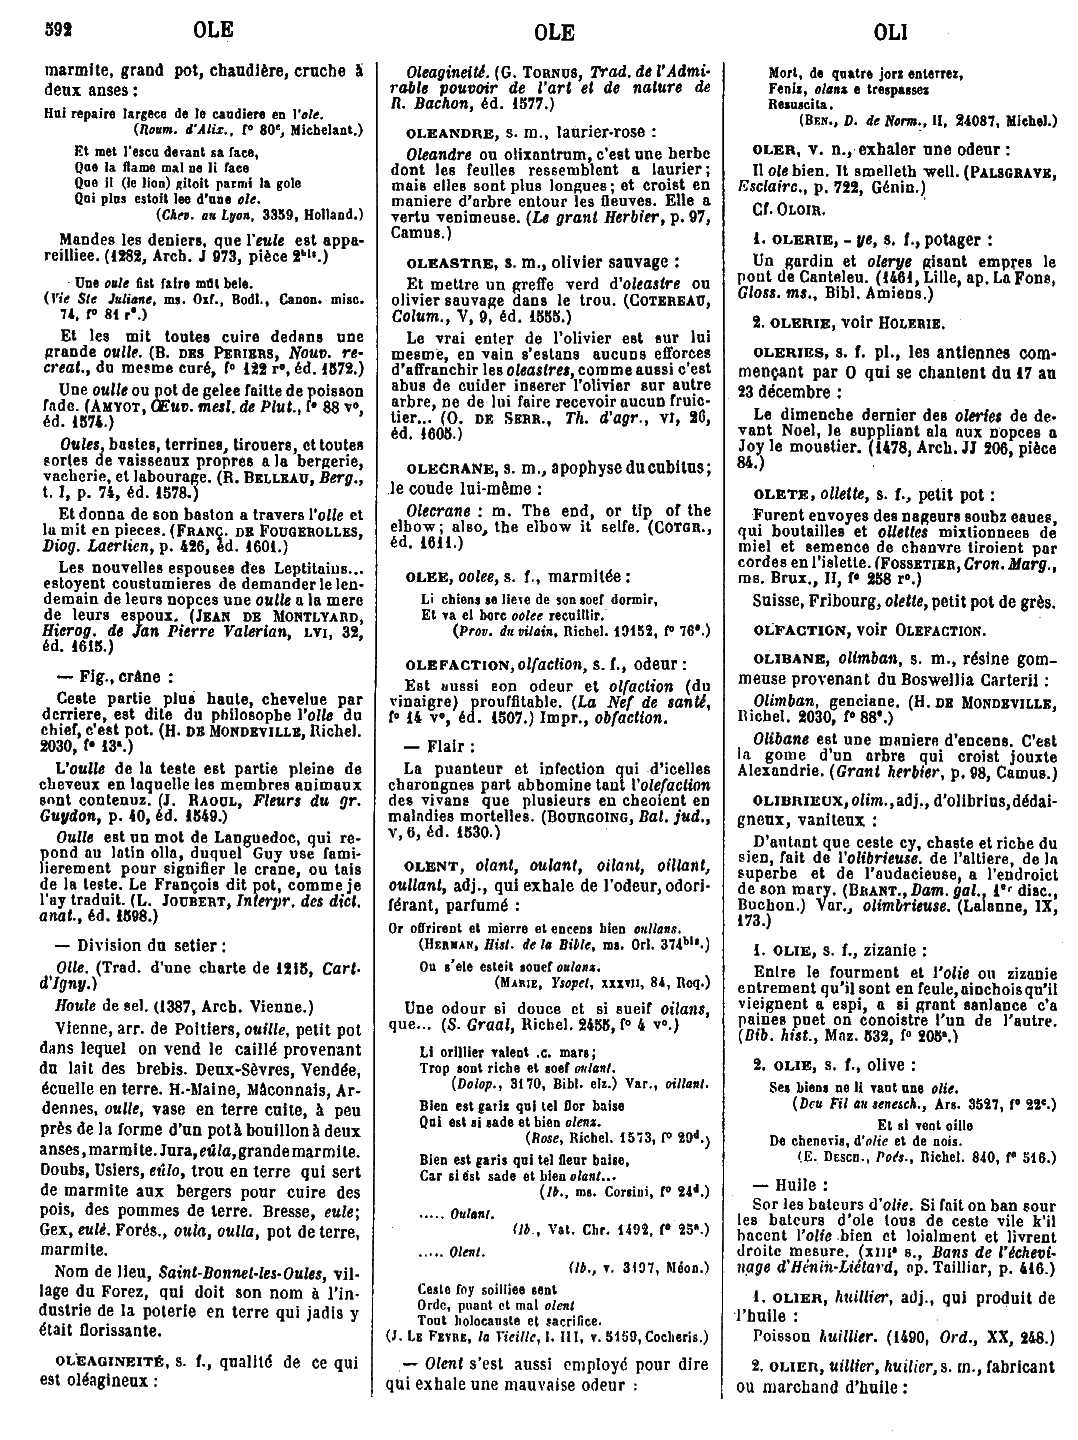 592 OLE OLE OLI
marmite, grand pot, chaudière, cruche à
deux anses :
Hui repaire largece de le caudiere en l'ole.
(Roum. d'Alix., f° 80ᶜ, Michelant.)
Et met l'escu devant sa face,
Que la flame mal ne li face
Que il (le lion) gitoit parmi la gole
Qui plus estoit lee d'une ole.
(Chev. au Lyon, 3359, Holland.)
Mandes les deniers, que l'eule est appa-
reilliee. (1282, Arch. J 973, pièce 2ᵇⁱˢ.)
Une oule fist faire mult bele.
(Vie Ste Juliane, ms. Oxf., Bodl., Canon. misc.
74, f° 81 r°.)
Et les mit toutes cuire dedans une
grande oulle. (B. DES PERIERS, Nouv. re-
creat., du mesme curé, f° 122 r°, éd. 1572.)
Une oulle ou pot de gelee faitte de poisson
fade. (AMYOT, Œuv. mesl. de Plut., f° 88 v°,
éd. 1574.)
Oules, bastes, terrines, tirouers, et toutes
sortes de vaisseaux propres a la bergerie,
vacherie, et labourage. (R. BELLEAU, Berg.,
t. I, p. 74, éd. 1578.)
Et donna de son baston a travers l'olle et
la mit en pieces. (FRANÇ. DE FOUGEROLLES,
Diog. Laertien, p. 426, éd. 1601.)
Les nouvelles espouses des Leptitains...
estoyent coustumieres de demander le len-
demain de leurs nopces une oulle a la mere
de leurs espoux. (JEAN DE MONTLYARD,
Hierog. de Jan Pierre Valerian, LVI, 32,
éd. 1615.)
— Fig., crâne :
Ceste partie plus haute, chevelue par
derriere, est dite du philosophe l'olle du
chief, c'est pot. (H. DE MONDEVILLE, Richel.
2030, f° 13ᵃ.)
L'oulle de la teste est partie pleine de
cheveux en laquelle les membres animaux
sont contenuz. (J. RAOUL, Fleurs du gr.
Guydon, p. 40, éd. 1549.)
Oulle est un mot de Languedoc, qui re-
pond au latin olla, duquel Guy use fami-
lierement pour signifier le crane, ou tais
de la teste. Le François dit pot, comme je
l'ay traduit. (L. JOUBERT, Interpr. des dict.
anat., éd. 1598.)
— Division du setier :
Olle. (Trad. d'une charte de 1215, Cart.
d'Igny.)
Houle de sel. (1387, Arch. Vienne.)
Vienne, arr. de Poitiers, ouille, petit pot
dans lequel on vend le caillé provenant
du lait des brebis. Deux-Sèvres, Vendée,
écuelle en terre. H.-Maine, Mâconnais, Ar-
dennes, oulle, vase en terre cuite, à peu
près de la forme d'un pot à bouillon à deux
anses, marmite. Jura, eûla, grande marmite.
Doubs, Usiers, eûlo, trou en terre qui sert
de marmite aux bergers pour cuire des
pois, des pommes de terre. Bresse, eule;
Gex, eulé. Forés., oula, oulla, pot de terre,
marmite.
Nom de lieu, Saint-Bonnet-les-Oules, vil-
lage du Forez, qui doit son nom à l'in-
dustrie de la poterie en terre qui jadis y
était florissante.
OLEAGINEITÉ, s. f., qualité de ce qui
est oléagineux :
Oleagineité. (G. TORNUS, Trad. de l'Admi-
rable pouvoir de l'art et de nature de
R. Bachon, éd. 1577.)
OLEANDRE, s. m., laurier-rose :
Oleandre ou olixantrum, c'est une herbe
dont les feulles ressemblent a laurier;
mais elles sont plus longues; et croist en
maniere d'arbre entour les fleuves. Elle a
vertu venimeuse. (Le grant Herbier, p. 97,
Camus.)
OLEASTRE, s. m., olivier sauvage :
Et mettre un greffe verd d'oleastre ou
olivier sauvage dans le trou. (COTEREAU,
Colum., V, 9, éd. 1555.)
Le vrai enter de l'olivier est sur lui
mesme, en vain s'estans aucuns efforces
d'affranchir les oleastres, comme aussi c'est
abus de cuider inserer l'olivier sur autre
arbre, ne de lui faire recevoir aucun fruic-
tier... (O. DE SERR., Th. d'agr., VI, 26,
éd. 1605.)
OLECRANE, s. m., apophyse du cubitus;
le coude lui-même :
Olecrane : m. The end, or tip of the
elbow; also, the elbow it selfe. (COTGR.,
éd. 1611.)
OLEE, oolee, s. f., marmitée :
Li chiens se lieve de son soef dormir,
Et va el borc oolee recuillir.
(Prov. du vilain, Richel. 19152, f° 76ᵃ.)
OLEFACTION, olfaction, s. f., odeur :
Est aussi son odeur et olfaction (du
vinaigre) prouffitable. (La Nef de santé,
f° 14 v°, éd. 1507.) Impr., obfaction.
— Flair :
La puanteur et infection qui d'icelles
charongnes part abbomine tant l'olefaction
des vivans que plusieurs en cheoient en
maladies mortelles. (BOURGOING, Bat. jud.,
V, 6, éd. 1530.)
OLENT, olant, oulant, oilant, oillant,
oullant, adj., qui exhale de l'odeur, odori-
férant, parfumé :
Or offrirent et mierre et encens bien oullans.
(HERMAN, Hist. de la Bible, ms. Orl. 374ᵇⁱˢ.)
Ou s'ele esteit souef oulanz.
(MARIE, Ysopet, XXXVII, 84, Roq.)
Une odour si douce et si sueif oilans,
que... (S. Graal, Richel. 2455, f° 4 v°.)
Li orillier valent .c. mars;
Trop sont riche et soef oulant.
(Dolop., 3170, Bibl. elz.) Var., oillant.
Bien est gariz qui tel flor baise
Qui est si sade et bien olenz.
(Rose, Richel. 1573, f° 29ᵈ.)
Bien est garis qui tel fleur baise,
Car si est sade et bien olant...
(Ib., ms. Corsini, f° 24ᵈ.)
..... Oulant.
(Ib., Vat. Chr. 1492, f° 25ᵃ.)
..... Olent.
(Ib., v. 3197, Méon.)
Ceste foy soilliee sent
Orde, puant et mal olent
Tout holocauste et sacrifice.
(J. LE FEVRE, la Vieille, l. III, v. 5159, Cocheris.)
— Olent s'est aussi employé pour dire
qui exhale une mauvaise odeur :
Mort, de quatre jorz enterrez,
Feniz, olanz e trespassez
Resuscita.
(BEN., D. de Norm., II, 24087, Michel.)
OLER, v. n., exhaler une odeur :
Il ole bien. It smelleth well. (PALSGRAVE,
Esclairc., p. 722, Génin.)
Cf. OLOIR.
1. OLERIE, - ye, s. f., potager :
Un gardin et olerye gisant empres le
pont de Canteleu. (1461, Lille, ap. La Fons,
Gloss. ms., Bibl. Amiens.)
2. OLERIE, voir HOLERIE.
OLERIES, s. f. pl., les antiennes com-
mençant par O qui se chantent du 17 au
23 décembre :
Le dimenche dernier des oleries de de-
vant Noel, le suppliant ala aux nopces a
Joy le moustier. (1478, Arch. JJ 206, pièce
84.)
OLETE, ollette, s. f., petit pot :
Furent envoyes des nageurs soubz eaues,
qui boutailles et ollettes mixtionnees de
miel et semence de chanvre tiroient par
cordes en l'islette. (FOSSETIER, Cron. Marg.,
ms. Brux., II, f° 258 r°.)
Suisse, Fribourg, olette, petit pot de grès.
OLFACTION, voir OLEFACTION.
OLIBANE, olimban, s. m., résine gom-
meuse provenant du Boswellia Carterii :
Olimban, genciane. (H. DE MONDEVILLE,
Richel. 2030, f° 88ᵃ.)
Olibane est une maniere d'encens. C'est
la gome d'un arbre qui croist jouxte
Alexandrie. (Grant herbier, p. 98, Camus.)
OLIBRIEUX, olim., adj., d'olibrius, dédai-
gneux, vaniteux :
D'autant que ceste cy, chaste et riche du
sien, fait de l'olibrieuse, de l'altiere, de la
superbe et de l'audacieuse, a l'endroict
de son mary. (BRANT., Dam. gal., 1ᵉʳ disc.,
Buchon.) Var., olimbrieuse. (Lalanne, IX,
173.)
1. OLIE, s. f., zizanie :
Entre le fourment et l'olie ou zizanie
entrement qu'il sont en feule, ainchois qu'il
vieignent a espi, a si grant sanlance c'a
paines puet on conoistre l'un de l'autre.
(Bib. hist., Maz. 532, f° 205ᵃ.)
2. OLIE, s. f., olive :
Ses biens ne li vaut une olie.
(Dou Fil au senesch., Ars. 3527, f° 22ᶜ.)
Et si vent oille
De cheneris, d'olie et de nois.
(E. DESCH., Poés., Richel. 840, f° 516.)
— Huile :
Sor les bateurs d'olie. Si fait on ban sour
les bateurs d'ole tous de ceste vile k'il
bacent l'olie bien et loialment et livrent
droite mesure. (XIIIᵉ s., Bans de l'échevi-
nage d'Hénin-Liétard, ap. Tailliar, p. 416.)
1. OLIER, huillier, adj., qui produit de
l'huile :
Poisson huillier. (1490, Ord., XX, 248.)
2. OLIER, uillier, huilier, s. m., fabricant
ou marchand d'huile :